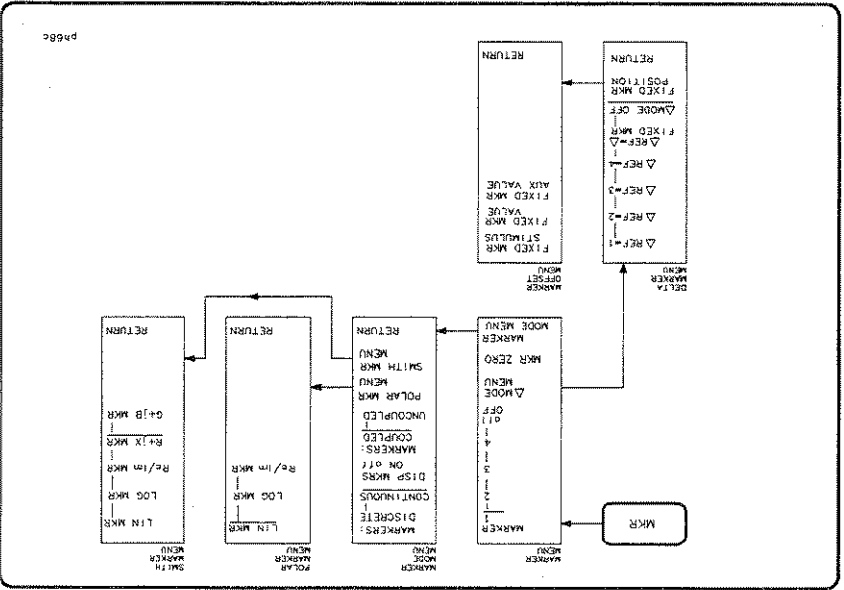 MKR
MARKER
MENU
MARKER
1
2
3
4
all
OFF
△MODE
MENU
MKR ZERO
MARKER
MODE MENU
MARKER
MODE
MENU
MARKERS:
DISCRETE
CONTINUOUS
DISP MKRS
ON off
MARKERS:
COUPLED
UNCOUPLED
POLAR MKR
MENU
SMITH MKR
MENU
RETURN
POLAR
MARKER
MENU
LIN MKR
LOG MKR
Re/Im MKR
RETURN
SMITH
MARKER
MENU
LIN MKR
LOG MKR
Re/Im MKR
R+jX MKR
G+jB MKR
RETURN
DELTA
MARKER
MENU
△ REF=1
△ REF=2
△ REF=3
△ REF=4
△ REF=△
FIXED MKR
△MODE OFF
FIXED MKR
POSITION
RETURN
MARKER
OFFSET
MENU
FIXED MKR
STIMULUS
FIXED MKR
VALUE
FIXED MKR
AUX VALUE
RETURN
ph68c